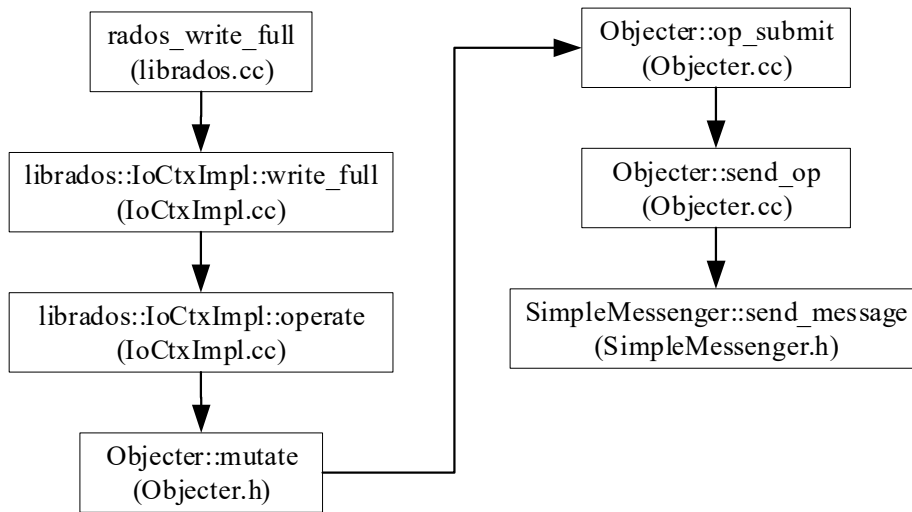 rados_write_full
(librados.cc)
librados::IoCtxImpl::write_full
(IoCtxImpl.cc)
librados::IoCtxImpl::operate
(IoCtxImpl.cc)
Objecter::mutate
(Objecter.h)
Objecter::op_submit
(Objecter.cc)
Objecter::send_op
(Objecter.cc)
SimpleMessenger::send_message
(SimpleMessenger.h)